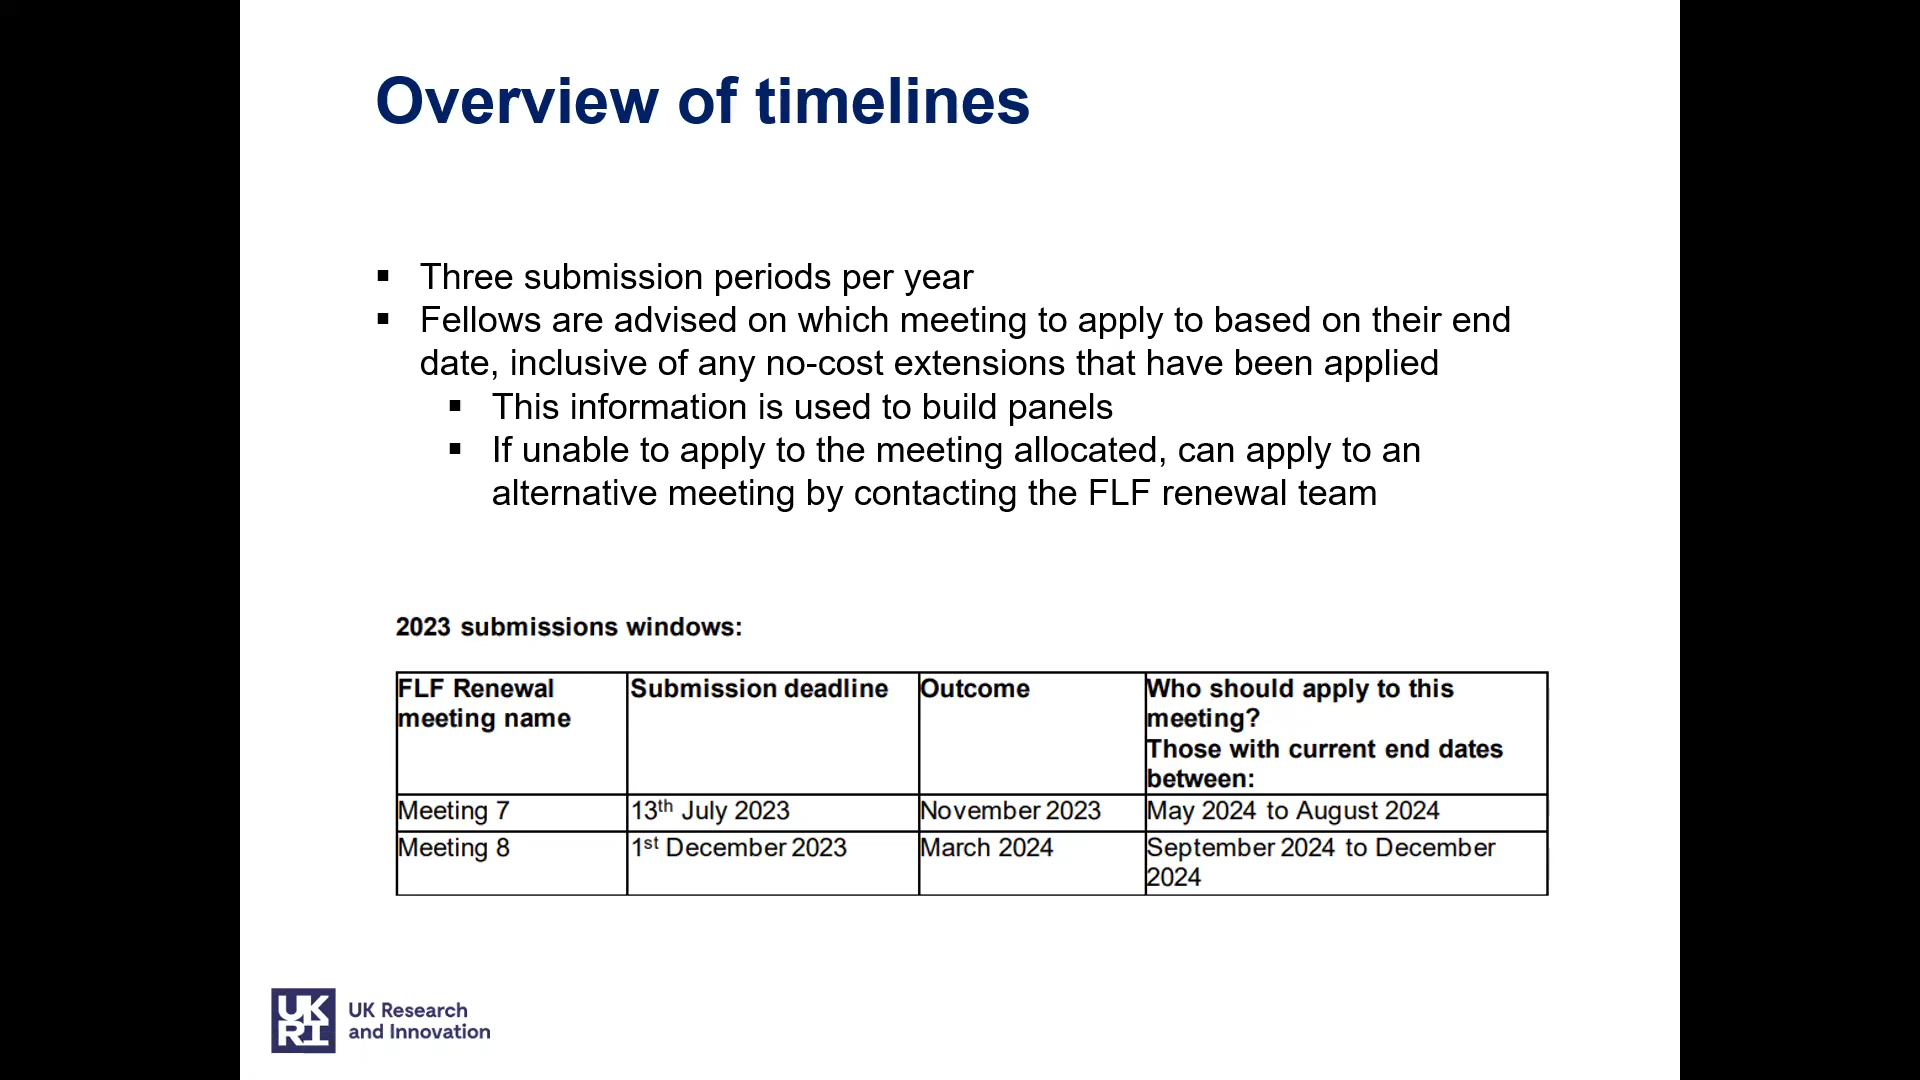 Overview of timelines
▪ Three submission periods per year
▪ Fellows are advised on which meeting to apply to based on their end
date, inclusive of any no-cost extensions that have been applied
▪ This information is used to build panels
▪ If unable to apply to the meeting allocated, can apply to an
alternative meeting by contacting the FLF renewal team
2023 submissions windows:
FLF Renewal
meeting name
Submission deadline
Outcome
Who should apply to this
meeting?
Those with current end dates
between:
Meeting 7
13th July 2023
November 2023
May 2024 to August 2024
Meeting 8
1st December 2023
March 2024
September 2024 to December
2024
UK
RI
UK Research
and Innovation